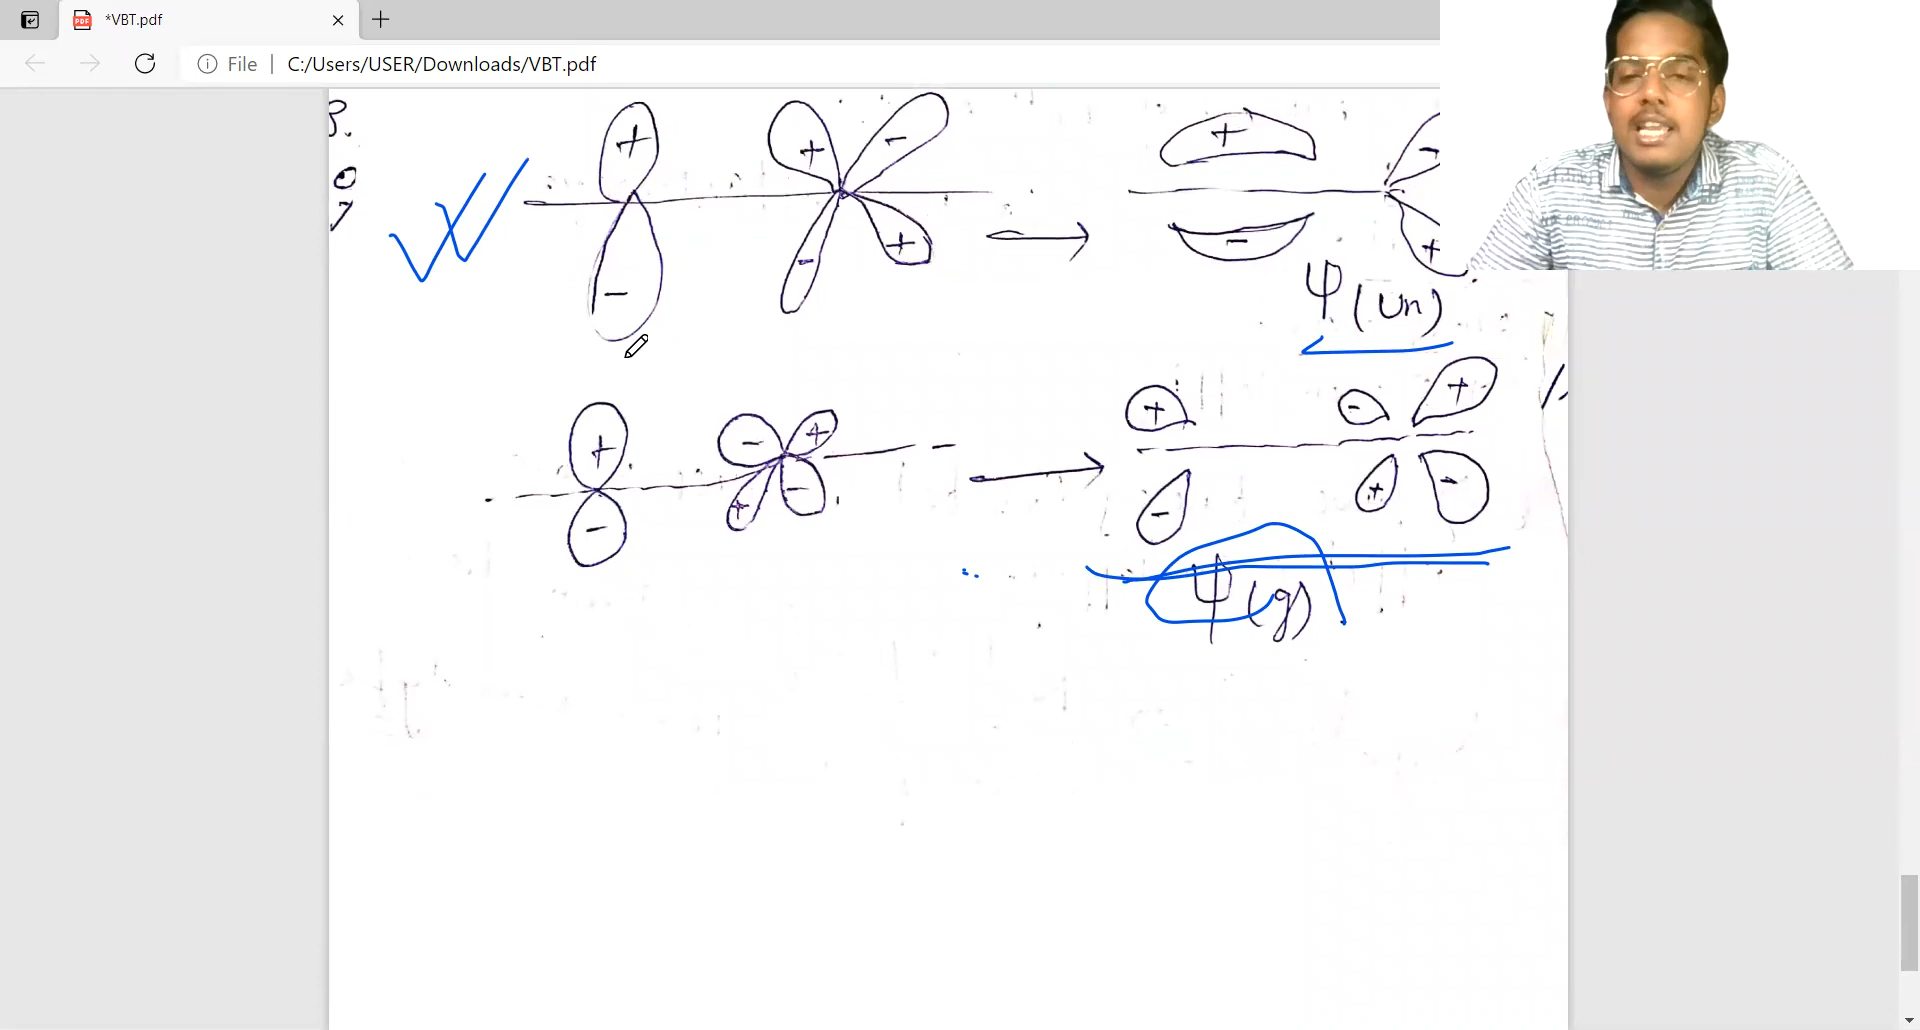 *VBT.pdf
File | C:/Users/USER/Downloads/VBT.pdf
+ + - + -
- - + - +
ψ (un)
+ - + + - +
- + - - + -
ψ (g)